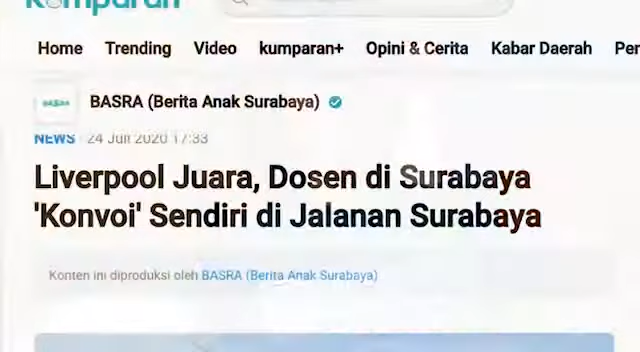 kumparan
Home Trending Video kumparan+ Opini & Cerita Kabar Daerah Per
BASRA (Berita Anak Surabaya)
NEWS 24 Juli 2020 17:33
Liverpool Juara, Dosen di Surabaya
'Konvoi' Sendiri di Jalanan Surabaya
Konten ini diproduksi oleh BASRA (Berita Anak Surabaya)